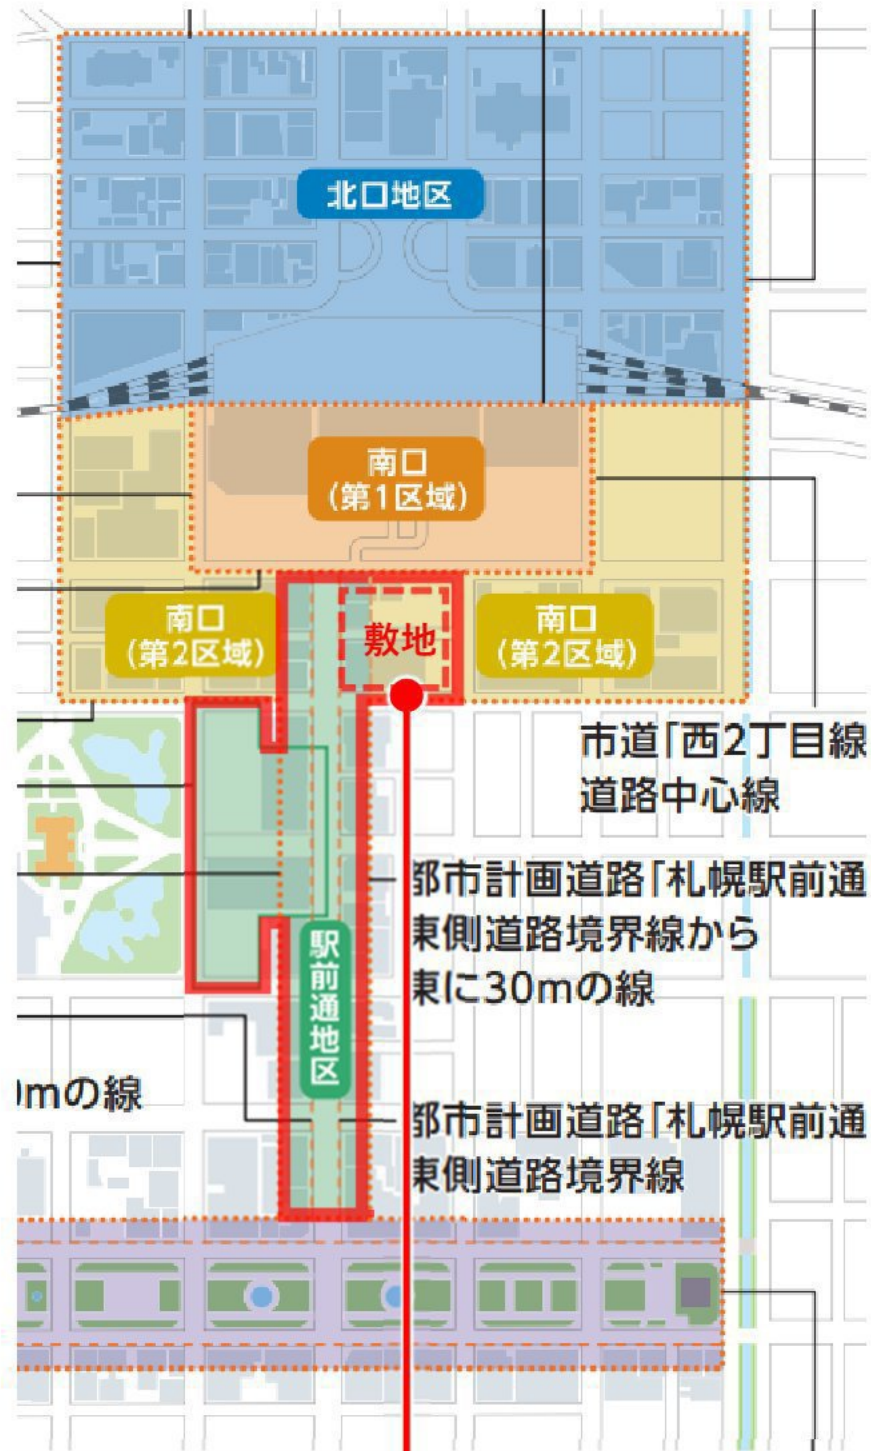 北口地区
南口
(第1区域)
南口
(第2区域)
敷地
南口
(第2区域)
市道「西2丁目線
道路中心線
都市計画道路「札幌駅前通
東側道路境界線から
東に30mの線
駅前通地区
0mの線
都市計画道路「札幌駅前通
東側道路境界線